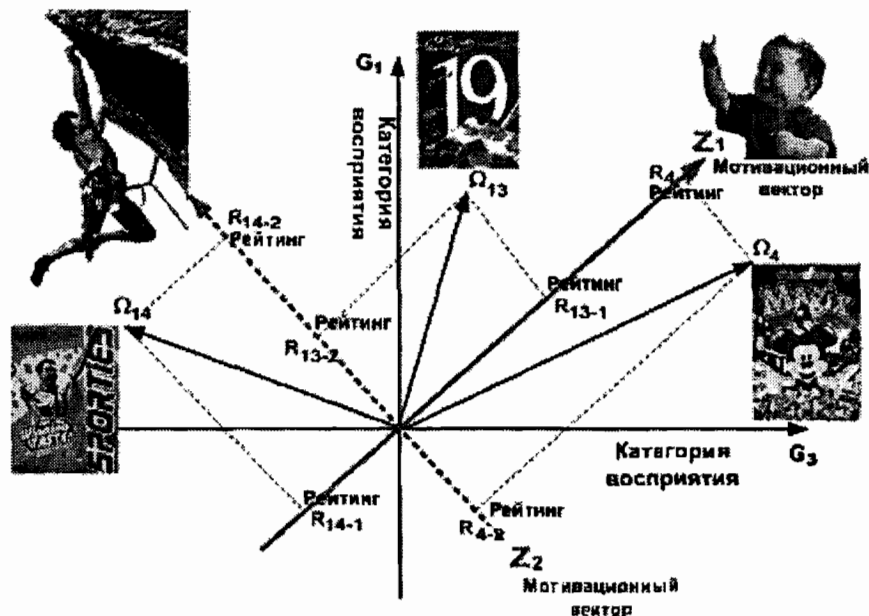 G₁
Категория
восприятия
19
Z₁
Мотивационный
вектор
R₄₋₁
Рейтинг
Ω₁₃
R₁₄₋₂
Рейтинг
Ω₄
Рейтинг
R₁₃₋₁
Ω₁₄
Рейтинг
R₁₃₋₂
SPORTIES
Категория
восприятия
G₃
Рейтинг
R₁₄₋₁
Рейтинг
R₄₋₂
Z₂
Мотивационный
вектор